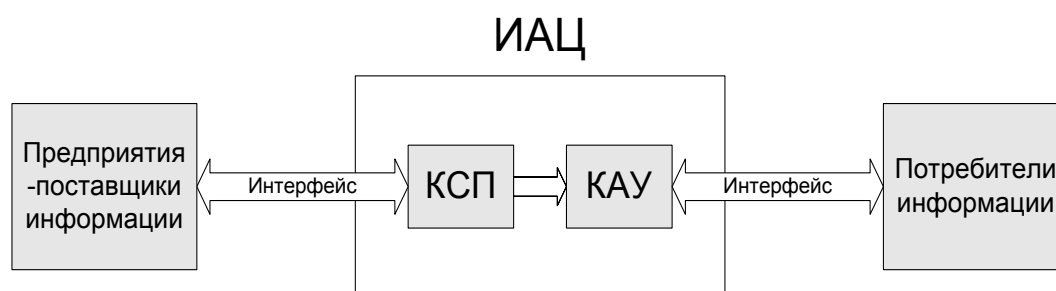 ИАЦ
Предприятия
-поставщики
информации
Интерфейс
КСП
КАУ
Интерфейс
Потребители
информации